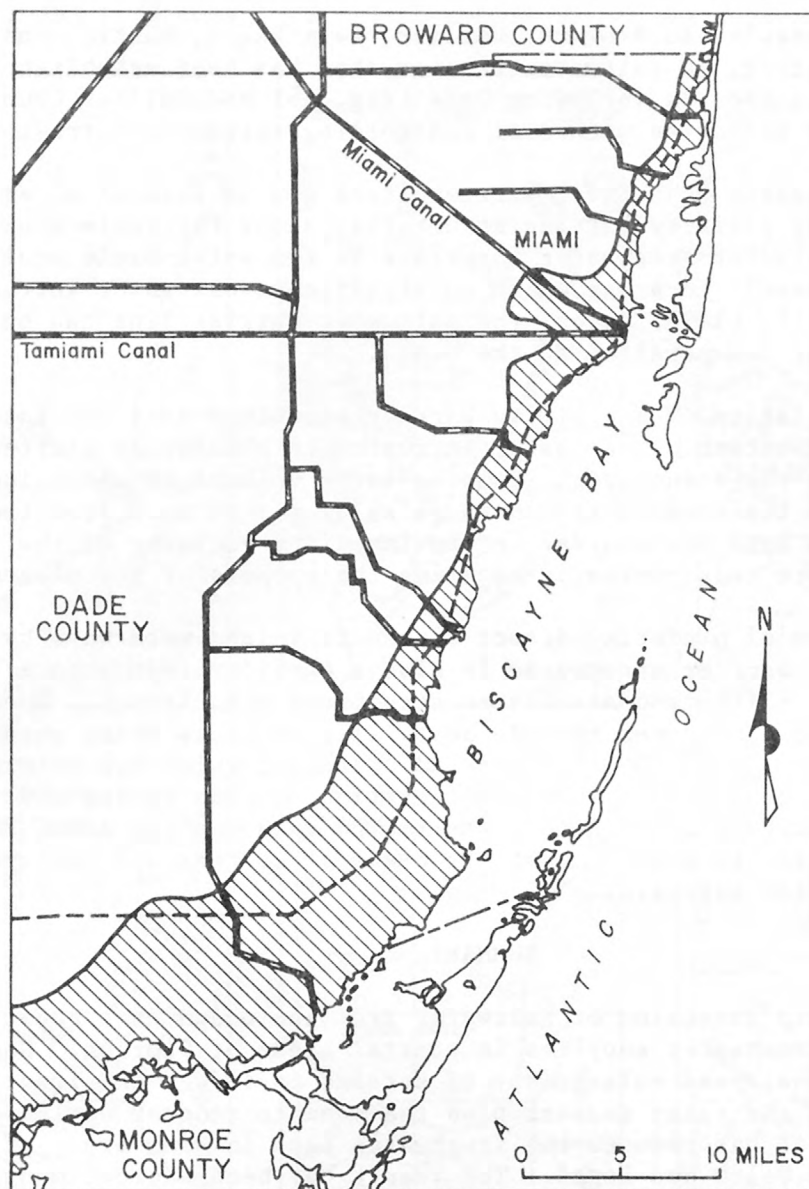 BROWARD COUNTY
Miami Canal
MIAMI
Tamiami Canal
BISCAYNE BAY
DADE
COUNTY
ATLANTIC OCEAN
N
MONROE
COUNTY
0 5 10 MILES